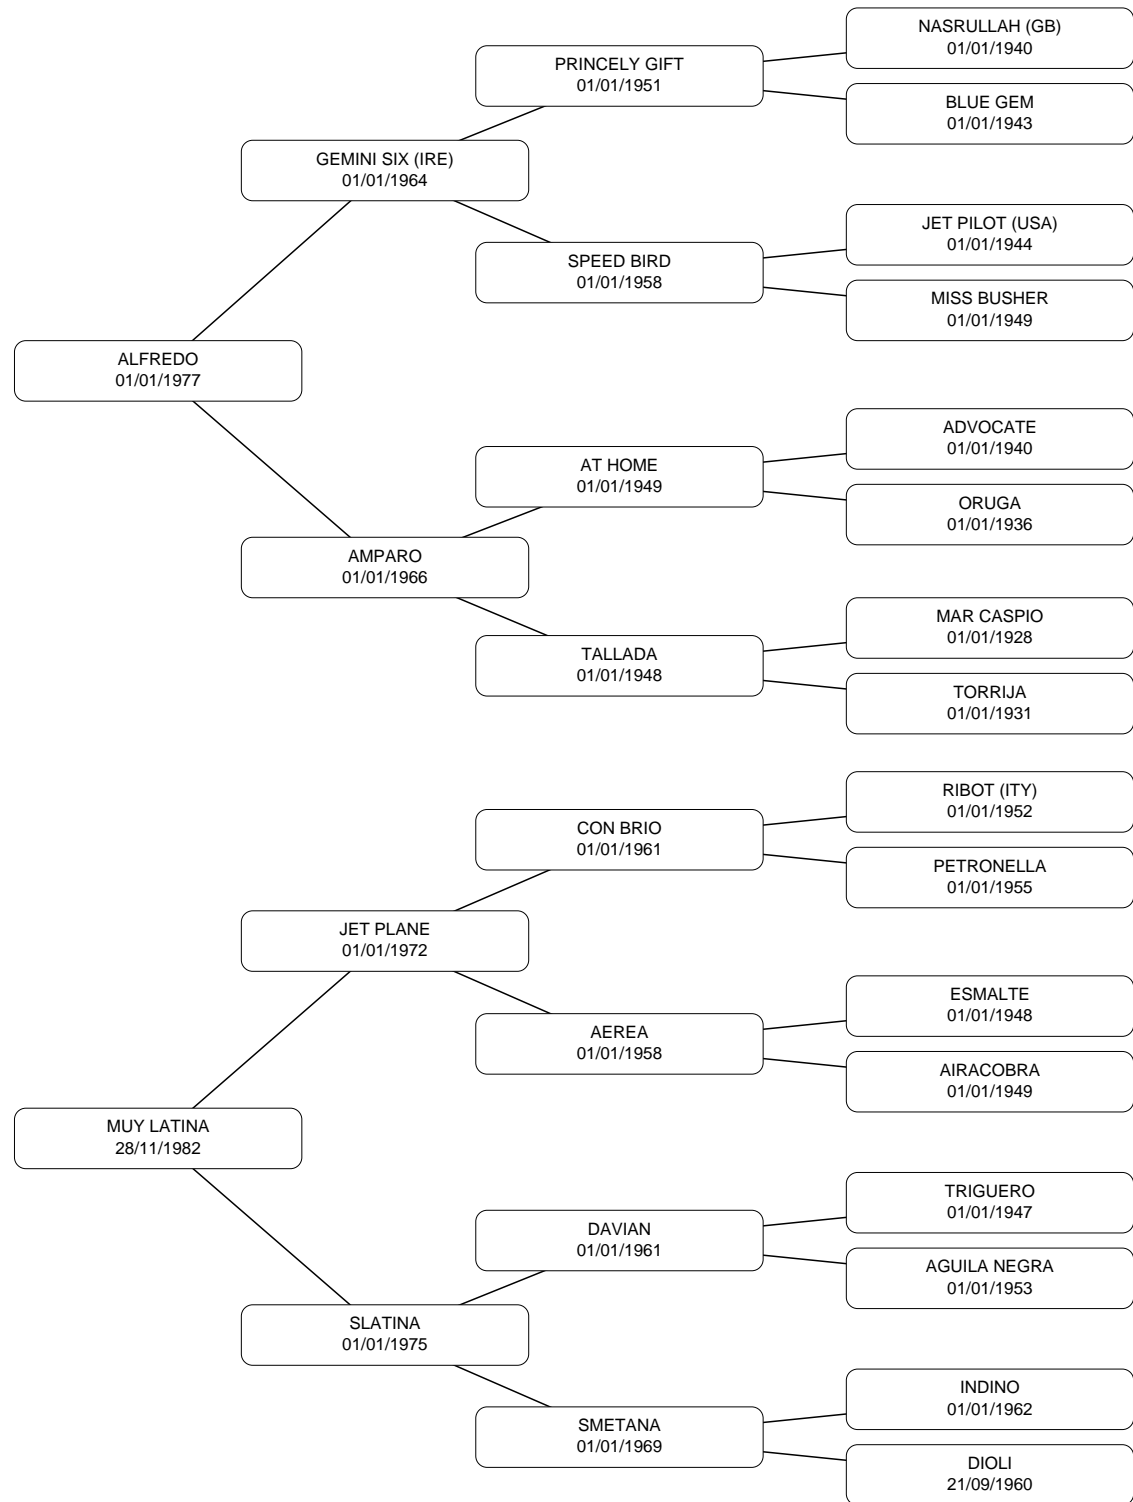 NASRULLAH (GB)
01/01/1940
PRINCELY GIFT
01/01/1951
BLUE GEM
01/01/1943
GEMINI SIX (IRE)
01/01/1964
JET PILOT (USA)
01/01/1944
SPEED BIRD
01/01/1958
MISS BUSHER
01/01/1949
ALFREDO
01/01/1977
ADVOCATE
01/01/1940
AT HOME
01/01/1949
ORUGA
01/01/1936
AMPARO
01/01/1966
MAR CASPIO
01/01/1928
TALLADA
01/01/1948
TORRIJA
01/01/1931
RIBOT (ITY)
01/01/1952
CON BRIO
01/01/1961
PETRONELLA
01/01/1955
JET PLANE
01/01/1972
ESMALTE
01/01/1948
AEREA
01/01/1958
AIRACOBRA
01/01/1949
MUY LATINA
28/11/1982
TRIGUERO
01/01/1947
DAVIAN
01/01/1961
AGUILA NEGRA
01/01/1953
SLATINA
01/01/1975
INDINO
01/01/1962
SMETANA
01/01/1969
DIOLI
21/09/1960